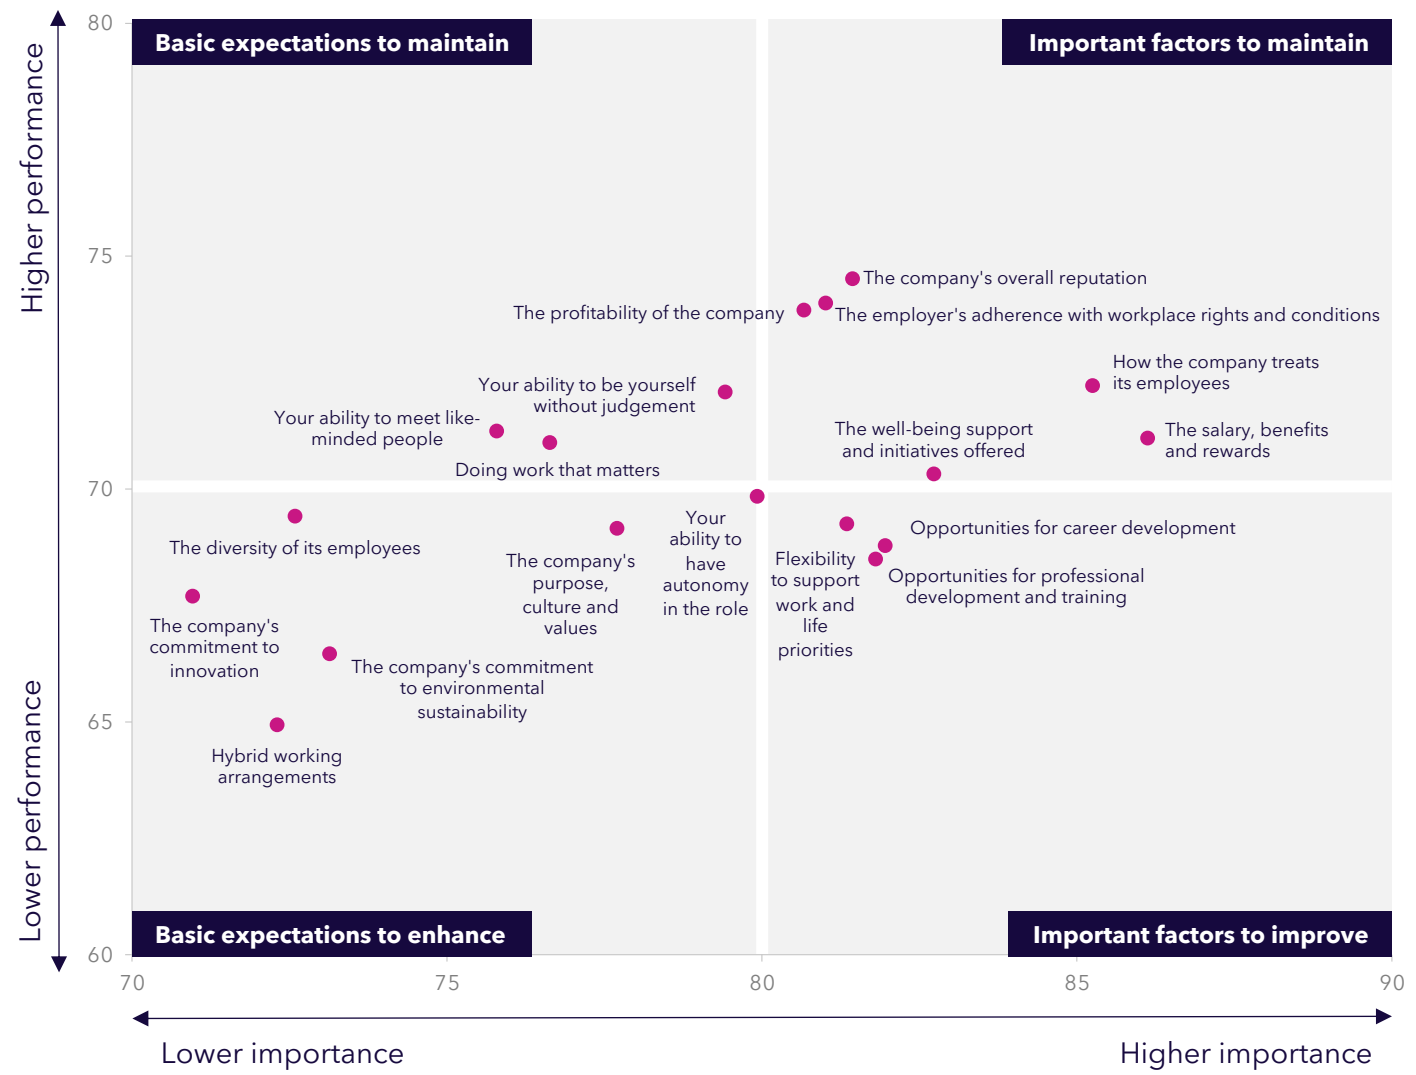 80
Basic expectations to maintain
Important factors to maintain
Higher performance
75
The company's overall reputation
The profitability of the company
The employer's adherence with workplace rights and conditions
How the company treats
its employees
Your ability to be yourself
without judgement
Your ability to meet like-
minded people
The well-being support
and initiatives offered
The salary, benefits
and rewards
Doing work that matters
70
Your
ability to
have
autonomy
in the role
Opportunities for career development
The diversity of its employees
The company's
purpose,
culture and
values
Flexibility
to support
work and
life
priorities
Opportunities for professional
development and training
The company's
commitment to
innovation
The company's commitment
to environmental
sustainability
65
Hybrid working
arrangements
Lower performance
Basic expectations to enhance
Important factors to improve
60
70
75
80
85
90
Lower importance
Higher importance